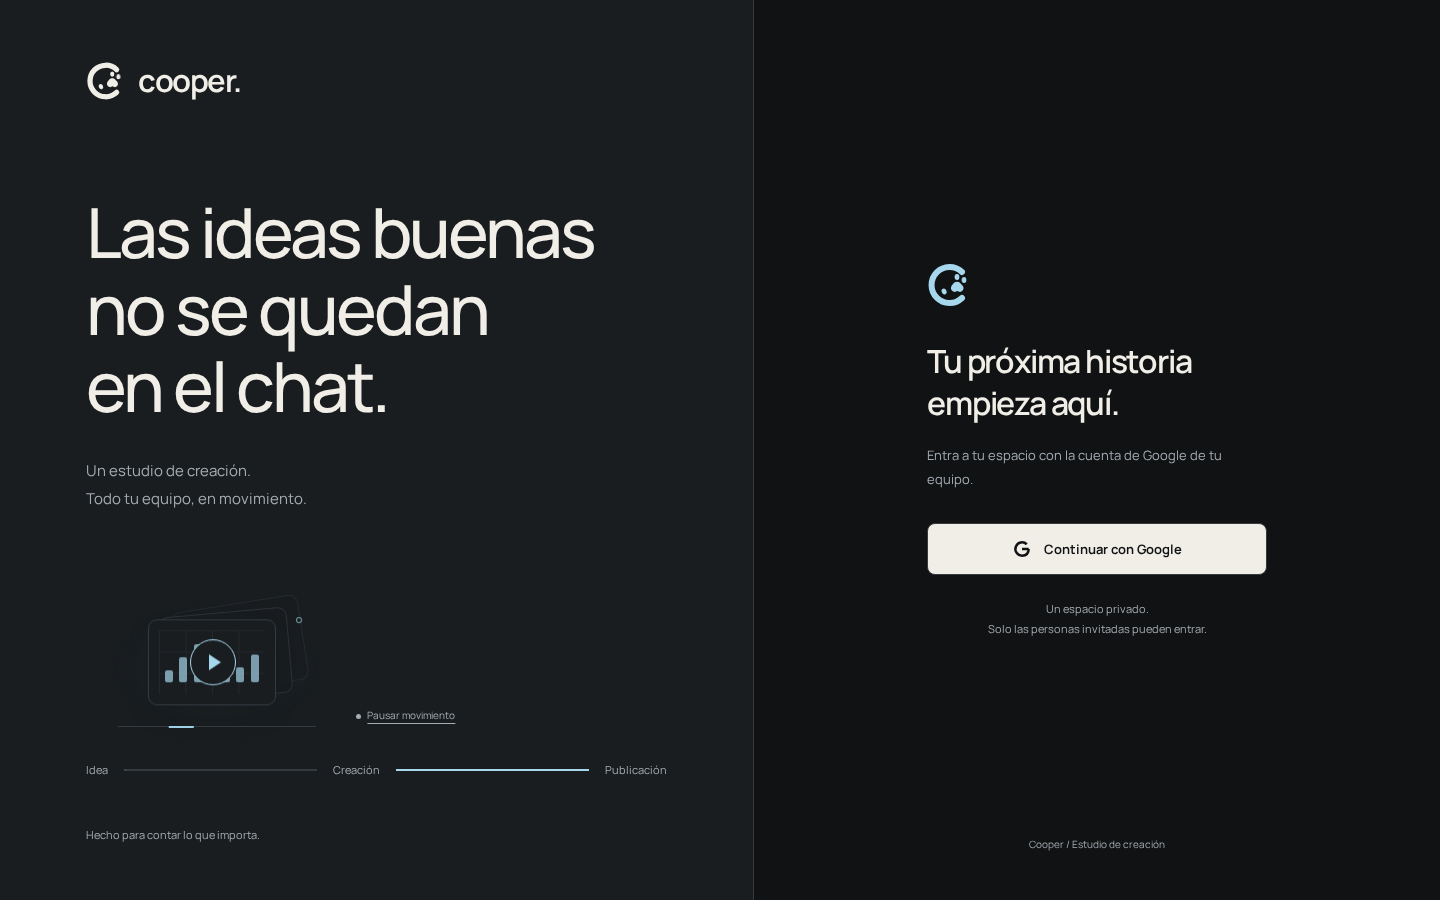 cooper.
Las ideas buenas
no se quedan
en el chat.
Un estudio de creación.
Todo tu equipo, en movimiento.
Pausar movimiento
Idea
Creación
Publicación
Hecho para contar lo que importa.
Tu próxima historia
empieza aquí.
Entra a tu espacio con la cuenta de Google de tu
equipo.
Continuar con Google
Un espacio privado.
Solo las personas invitadas pueden entrar.
Cooper / Estudio de creación